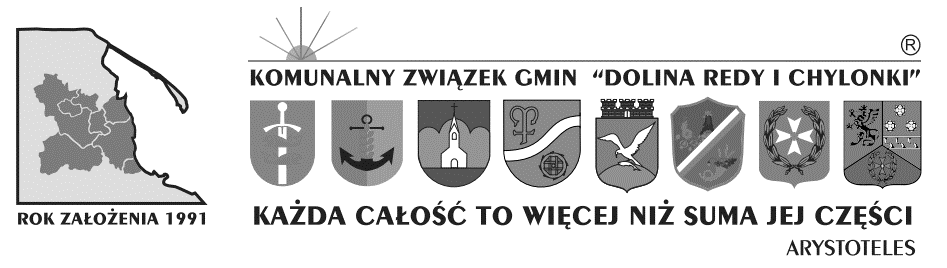 ®
KOMUNALNY ZWIĄZEK GMIN “DOLINA REDY I CHYLONKI”
KAŻDA CAŁOŚĆ TO WIĘCEJ NIŻ SUMA JEJ CZĘŚCI
ARYSTOTELES
ROK ZAŁOŻENIA 1991